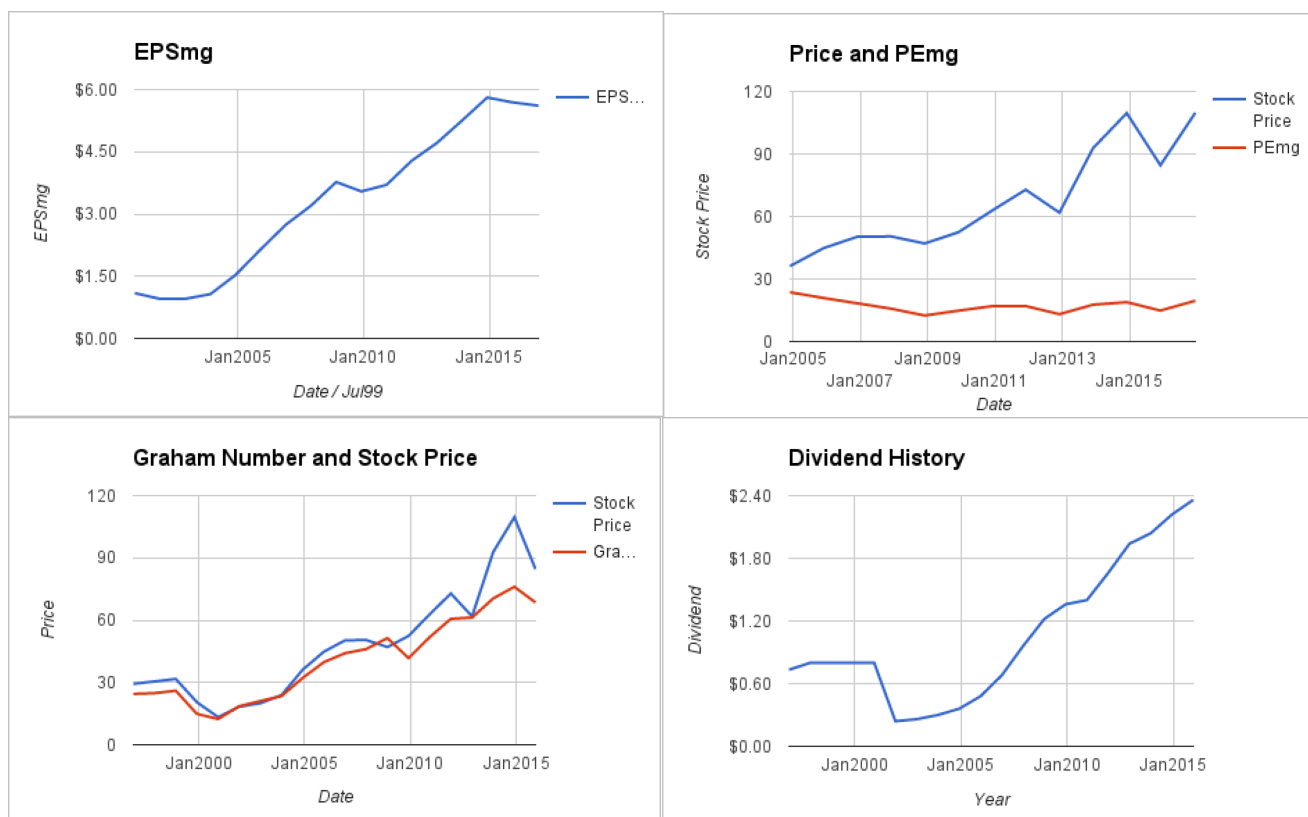 EPSmg
$6.00
$4.50
$3.00
$1.50
$0.00
EPSmg
Jan2005
Jan2010
Jan2015
Date / Jul99
EPS…
Price and PEmg
120
90
60
30
0
Stock Price
Jan2005
Jan2009
Jan2013
Jan2007
Jan2011
Jan2015
Date
Stock
Price
PEmg
Graham Number and Stock Price
120
90
60
30
0
Price
Jan2000
Jan2005
Jan2010
Jan2015
Date
Stock
Price
Gra…
Dividend History
$2.40
$1.80
$1.20
$0.60
$0.00
Dividend
Jan2000
Jan2005
Jan2010
Jan2015
Year